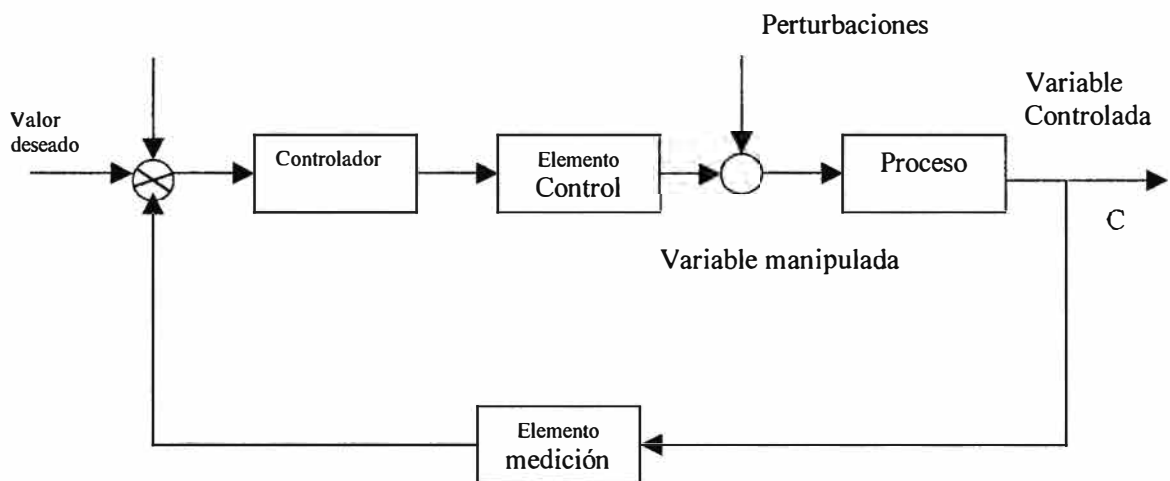 Perturbaciones
Variable
Controlada
Valor
deseado
Controlador
Elemento
Control
Proceso
C
Variable manipulada
Elemento
medición